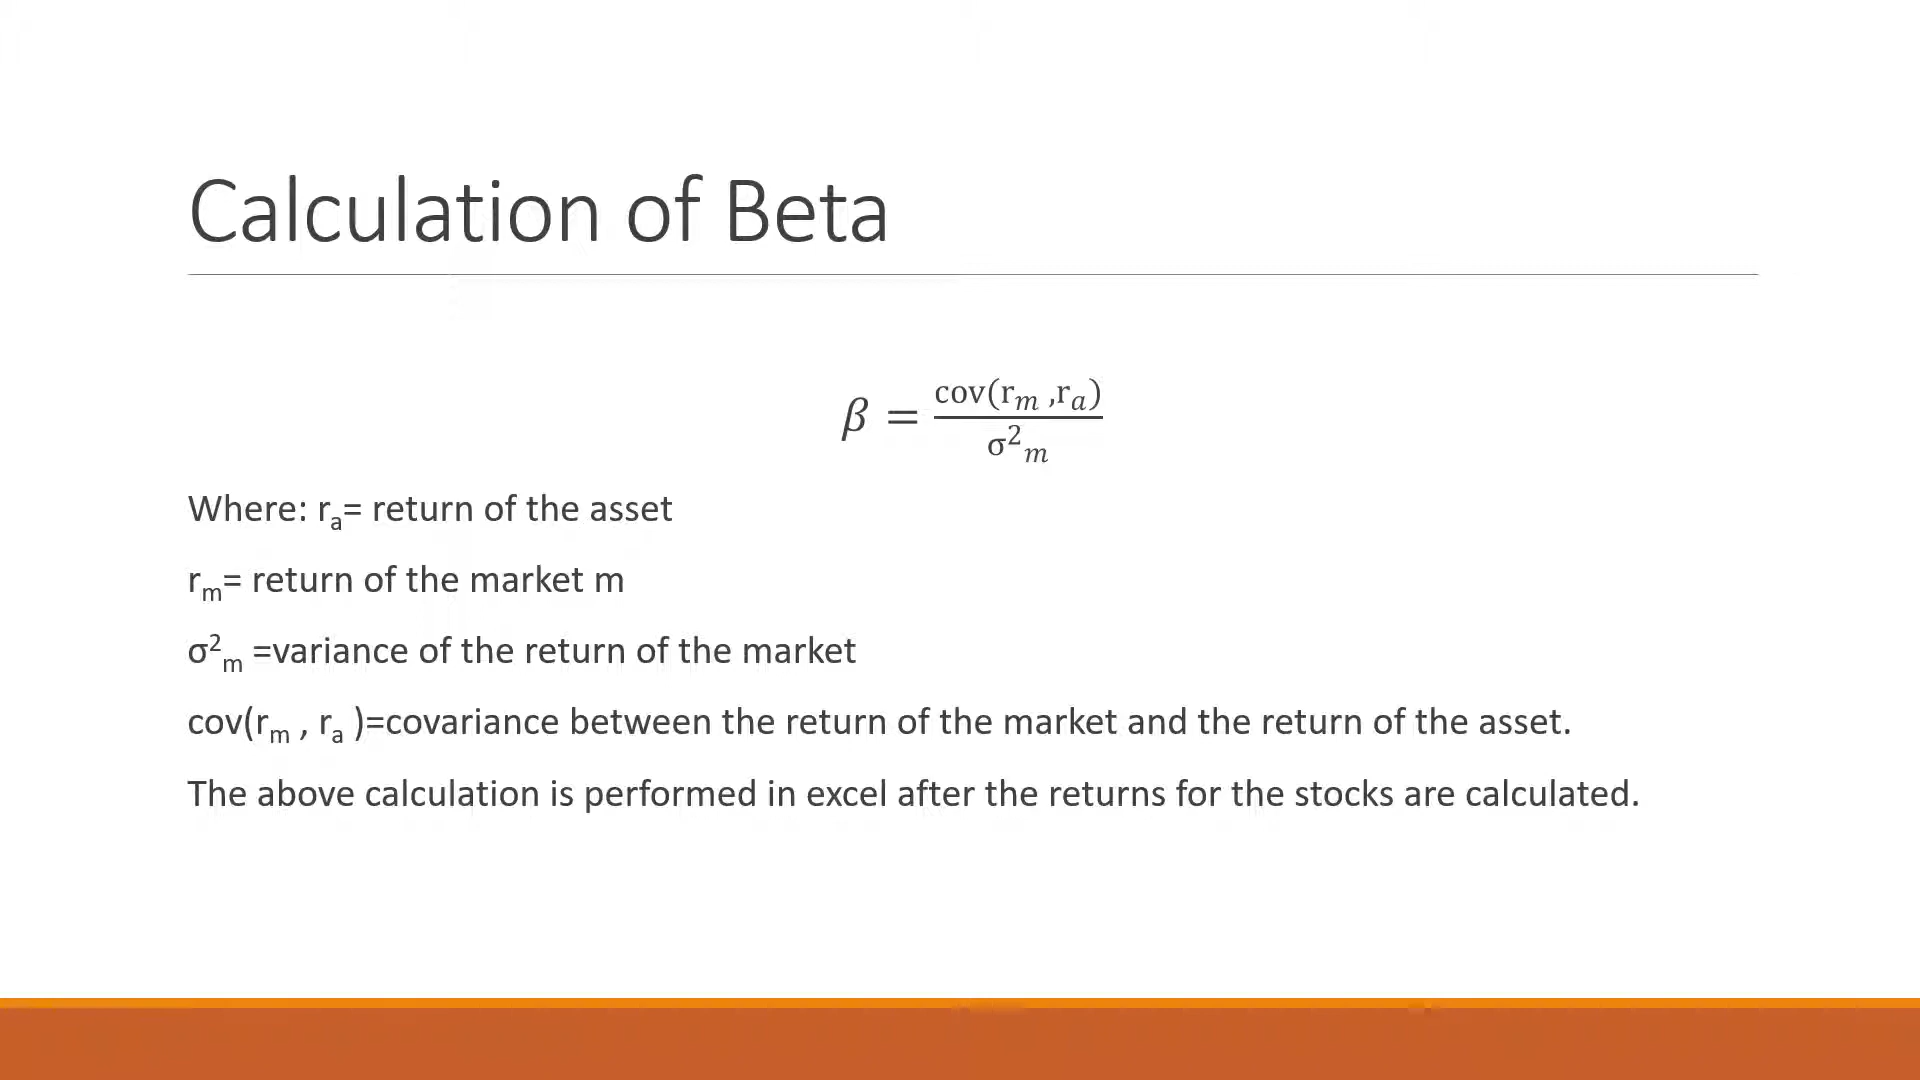 Calculation of Beta
β = cov(rₘ ,rₐ) / σ²ₘ
Where: rₐ= return of the asset
rₘ= return of the market m
σ²ₘ =variance of the return of the market
cov(rₘ , rₐ )=covariance between the return of the market and the return of the asset.
The above calculation is performed in excel after the returns for the stocks are calculated.